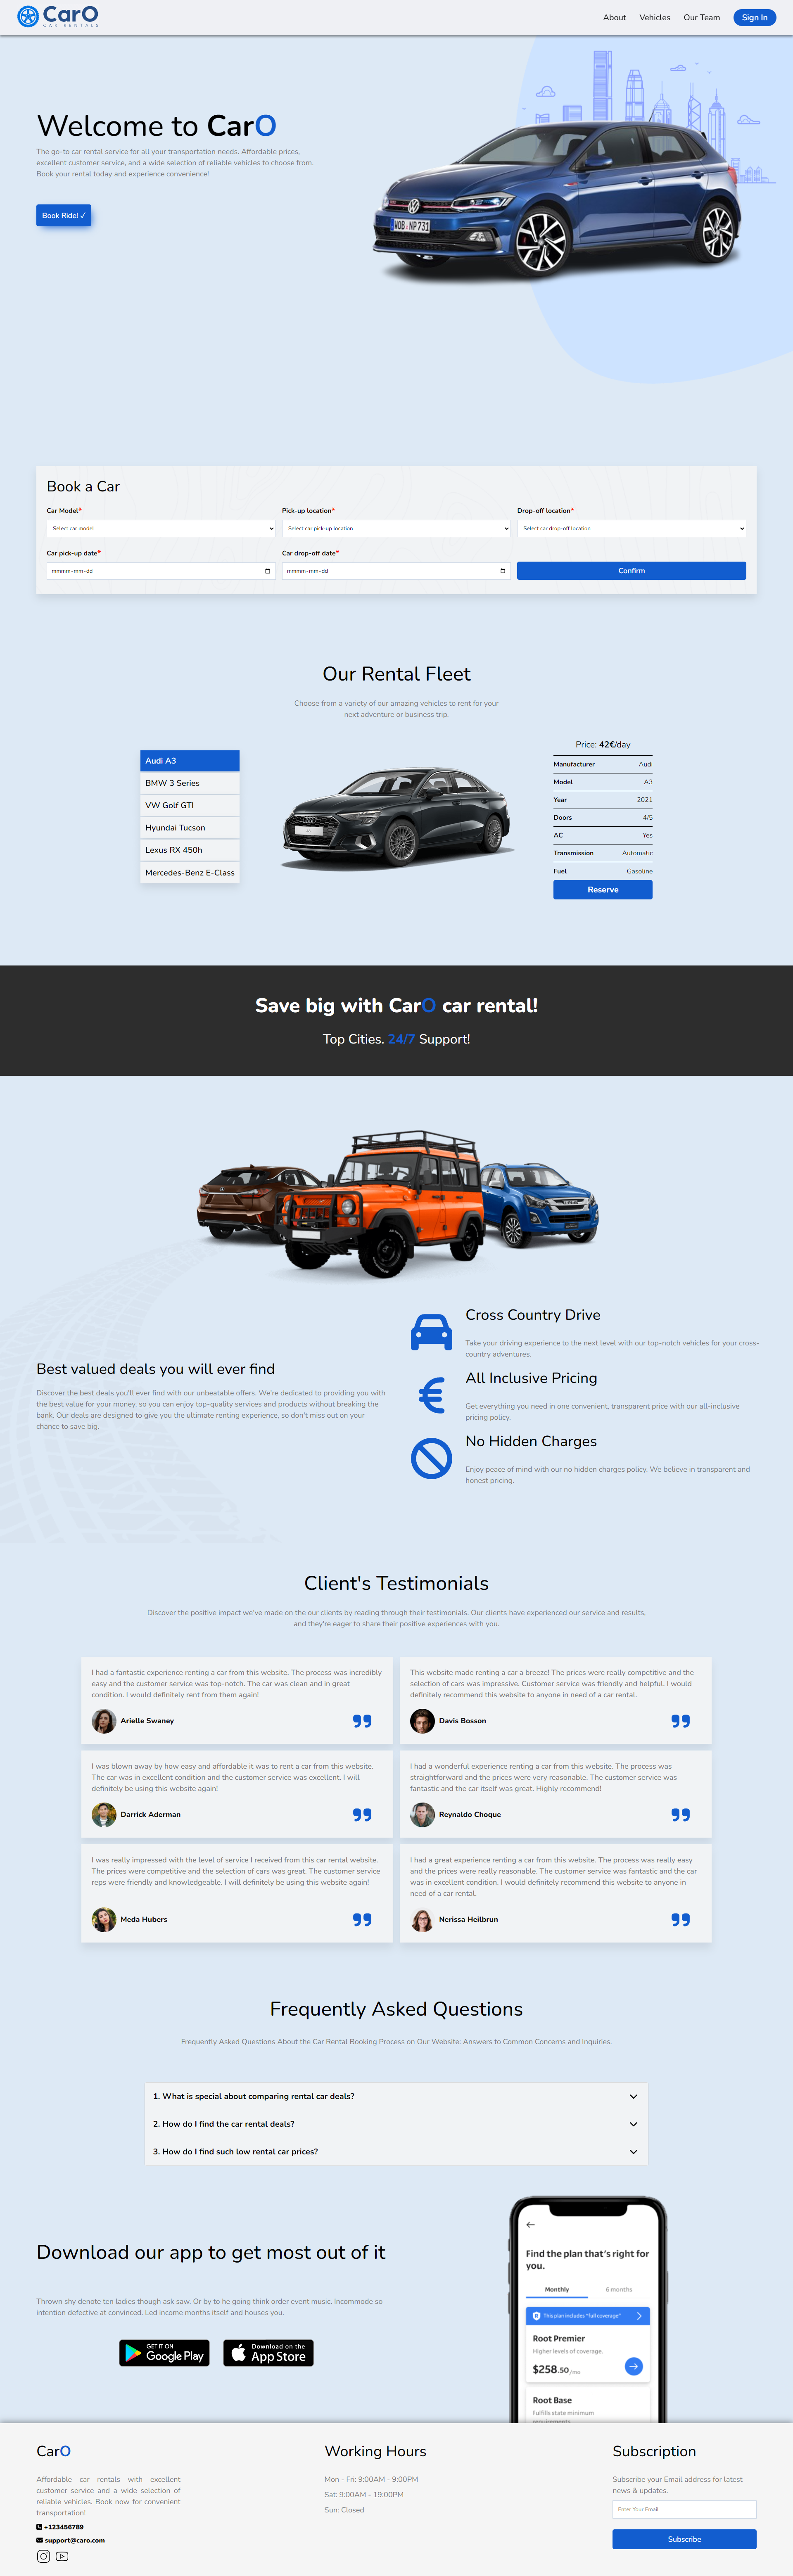 CarO
CAR RENTALS
About Vehicles Our Team Sign In
Welcome to CarO
The go-to car rental service for all your transportation needs. Affordable prices,
excellent customer service, and a wide selection of reliable vehicles to choose from.
Book your rental today and experience convenience!
Book Ride! ✓
WOB NP 731
Book a Car
Car Model* Pick-up location* Drop-off location*
Select car model Select car pick-up location Select car drop-off location
Car pick-up date* Car drop-off date*
mmmm-mm-dd mmmm-mm-dd Confirm
Our Rental Fleet
Choose from a variety of our amazing vehicles to rent for your
next adventure or business trip.
Audi A3
BMW 3 Series
VW Golf GTI
Hyundai Tucson
Lexus RX 450h
Mercedes-Benz E-Class
Price: 42€/day
Manufacturer Audi
Model A3
Year 2021
Doors 4/5
AC Yes
Transmission Automatic
Fuel Gasoline
Reserve
Save big with CarO car rental!
Top Cities. 24/7 Support!
Best valued deals you will ever find
Discover the best deals you'll ever find with our unbeatable offers. We're dedicated to providing you with
the best value for your money, so you can enjoy top-quality services and products without breaking the
bank. Our deals are designed to give you the ultimate renting experience, so don't miss out on your
chance to save big.
Cross Country Drive
Take your driving experience to the next level with our top-notch vehicles for your cross-
country adventures.
All Inclusive Pricing
Get everything you need in one convenient, transparent price with our all-inclusive
pricing policy.
No Hidden Charges
Enjoy peace of mind with our no hidden charges policy. We believe in transparent and
honest pricing.
Client's Testimonials
Discover the positive impact we've made on the our clients by reading through their testimonials. Our clients have experienced our service and results,
and they're eager to share their positive experiences with you.
I had a fantastic experience renting a car from this website. The process was incredibly
easy and the customer service was top-notch. The car was clean and in great
condition. I would definitely rent from them again!
Arielle Swaney
This website made renting a car a breeze! The prices were really competitive and the
selection of cars was impressive. Customer service was friendly and helpful. I would
definitely recommend this website to anyone in need of a car rental.
Davis Bosson
I was blown away by how easy and affordable it was to rent a car from this website.
The car was in excellent condition and the customer service was excellent. I will
definitely be using this website again!
Darrick Aderman
I had a wonderful experience renting a car from this website. The process was
straightforward and the prices were very reasonable. The customer service was
fantastic and the car itself was great. Highly recommend!
Reynaldo Choque
I was really impressed with the level of service I received from this car rental website.
The prices were competitive and the selection of cars was great. The customer service
reps were friendly and knowledgeable. I will definitely be using this website again!
Meda Hubers
I had a great experience renting a car from this website. The process was really easy
and the prices were really reasonable. The customer service was fantastic and the car
was in excellent condition. I would definitely recommend this website to anyone in
need of a car rental.
Nerissa Heilbrun
Frequently Asked Questions
Frequently Asked Questions About the Car Rental Booking Process on Our Website: Answers to Common Concerns and Inquiries.
1. What is special about comparing rental car deals?
2. How do I find the car rental deals?
3. How do I find such low rental car prices?
Download our app to get most out of it
Thrown shy denote ten ladies though ask saw. Or by to he going think order event music. Incommode so
intention defective at convinced. Led income months itself and houses you.
GET IT ON
Google Play
Download on the
App Store
Find the plan that's right for
you.
Monthly 6 months
This plan includes "full coverage"
Root Premier
Higher levels of coverage.
$258.50/mo
Root Base
Fulfills state minimum
requirements.
CarO
Affordable car rentals with excellent
customer service and a wide selection of
reliable vehicles. Book now for convenient
transportation!
+123456789
support@caro.com
Working Hours
Mon - Fri: 9:00AM - 9:00PM
Sat: 9:00AM - 19:00PM
Sun: Closed
Subscription
Subscribe your Email address for latest
news & updates.
Enter Your Email
Subscribe